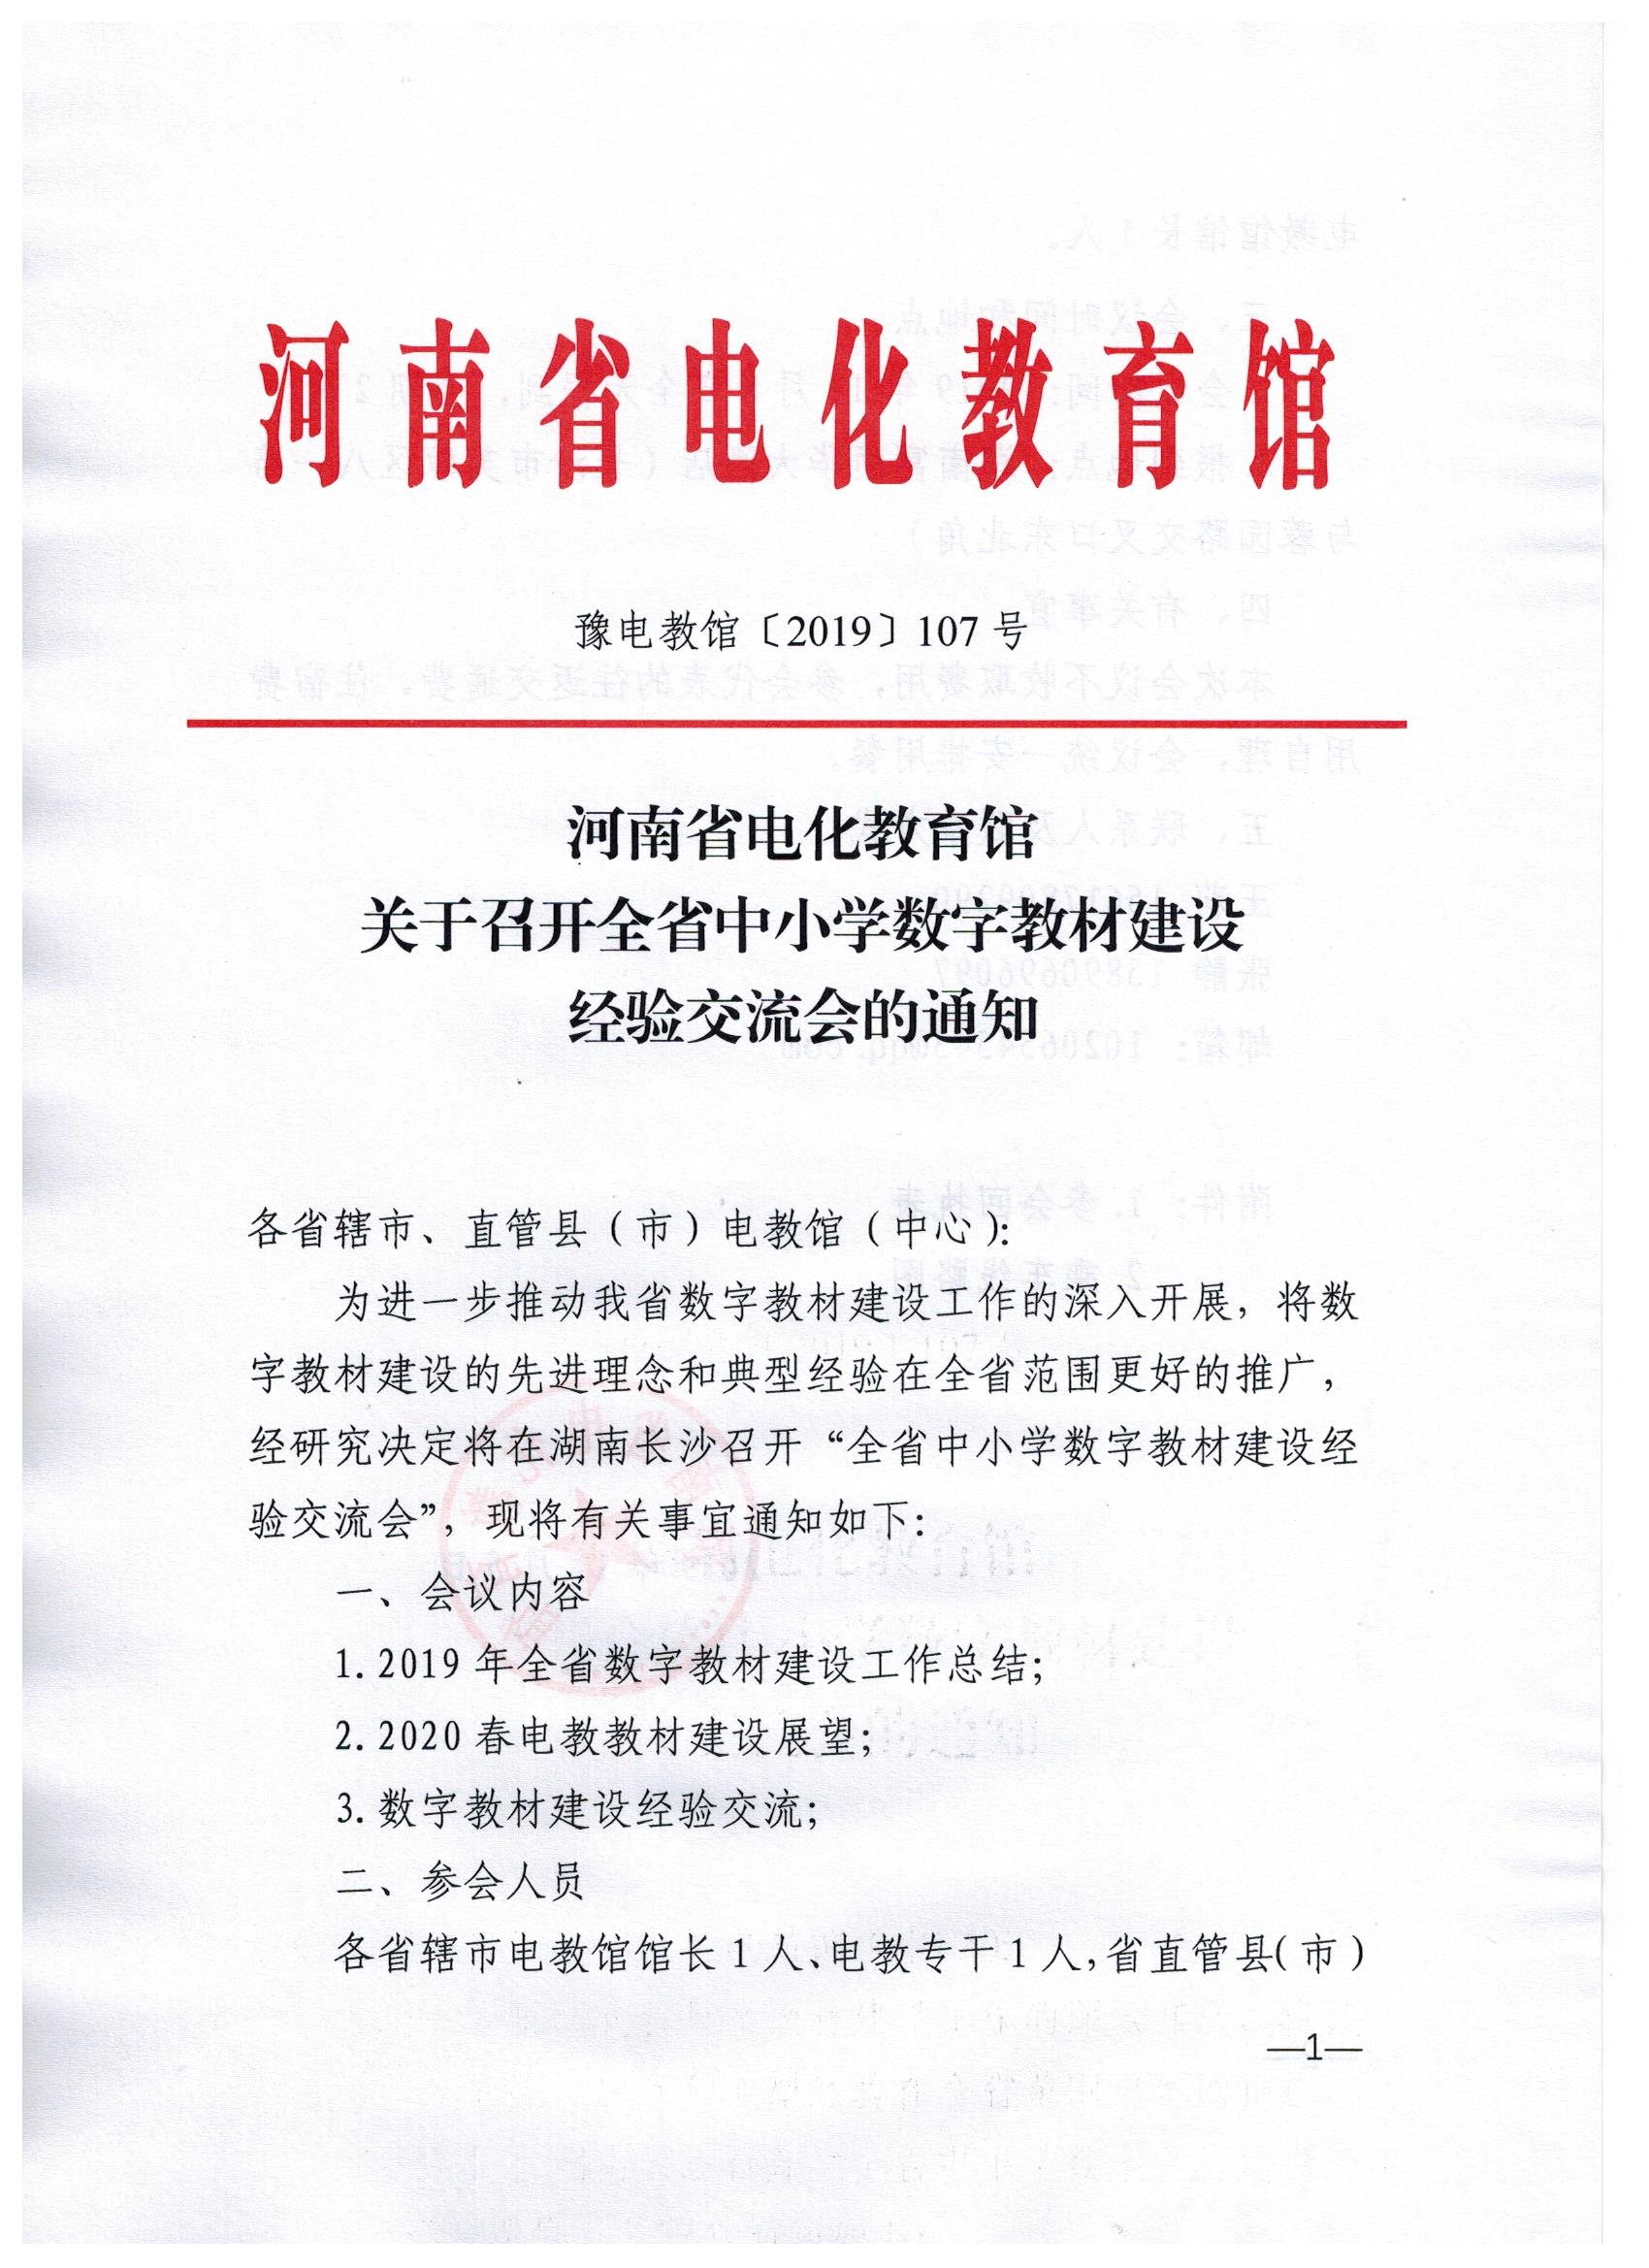 河南省电化教育馆
豫电教馆〔2019〕107号
河南省电化教育馆
关于召开全省中小学数字教材建设
经验交流会的通知
各省辖市、直管县（市）电教馆（中心）：
为进一步推动我省数字教材建设工作的深入开展，将数
字教材建设的先进理念和典型经验在全省范围更好的推广，
经研究决定将在湖南长沙召开“全省中小学数字教材建设经
验交流会”，现将有关事宜通知如下：
一、会议内容
1.2019年全省数字教材建设工作总结；
2.2020春电教教材建设展望；
3.数字教材建设经验交流；
二、参会人员
各省辖市电教馆馆长1人、电教专干1人，省直管县（市）
—1—